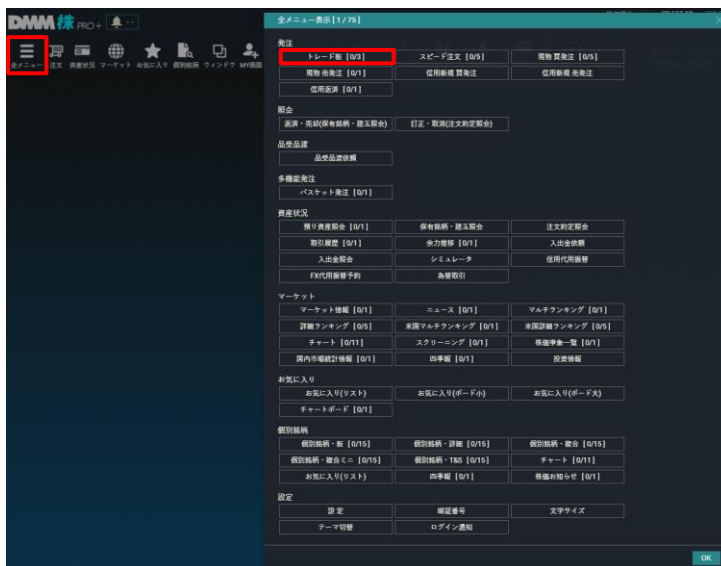 DMM株 PRO+
全メニュー 注文 資産状況 マーケット お気に入り 個別銘柄 ウィンドウ MY画面
全メニュー表示 [1/75]
発注
トレード板 [0/3] スピード注文 [0/5] 現物 買発注 [0/5]
現物 売発注 [0/1] 信用新規 買発注 信用新規 売発注
信用返済 [0/1]
照会
返済・売却(保有銘柄・建玉照会) 訂正・取消(注文約定照会)
品受品渡
品受品渡依頼
多機能発注
バスケット発注 [0/1]
資産状況
預り資産照会 [0/1] 保有銘柄・建玉照会 注文約定照会
取引履歴 [0/1] 余力推移 [0/1] 入出金依頼
入出金照会 シミュレータ 信用代用振替
FX代用振替予約 為替取引
マーケット
マーケット情報 [0/1] ニュース [0/1] マルチランキング [0/1]
詳細ランキング [0/5] 米国マルチランキング [0/1] 米国詳細ランキング [0/5]
チャート [0/11] スクリーニング [0/1] 株価予兆一覧 [0/1]
国内市場統計情報 [0/1] 四季報 [0/1] 投資情報
お気に入り
お気に入り(リスト) お気に入り(ボード小) お気に入り(ボード大)
チャートボード [0/1]
個別銘柄
個別銘柄・板 [0/15] 個別銘柄・詳細 [0/15] 個別銘柄・複合 [0/15]
個別銘柄・複合ミニ [0/15] 個別銘柄・T&S [0/15] チャート [0/11]
お気に入り(リスト) 四季報 [0/1] 株価お知らせ [0/1]
設定
設定 暗証番号 文字サイズ
テーマ切替 ログイン通知
OK